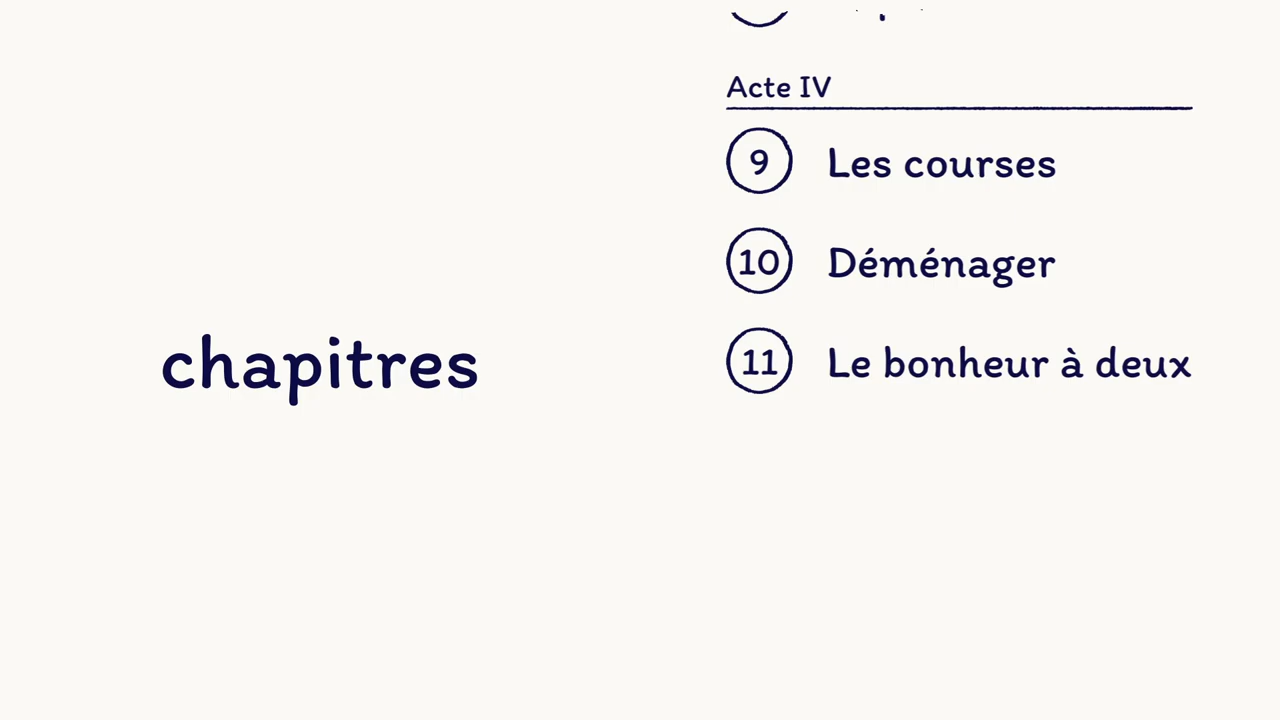 chapitres
Acte IV
9 Les courses
10 Déménager
11 Le bonheur à deux